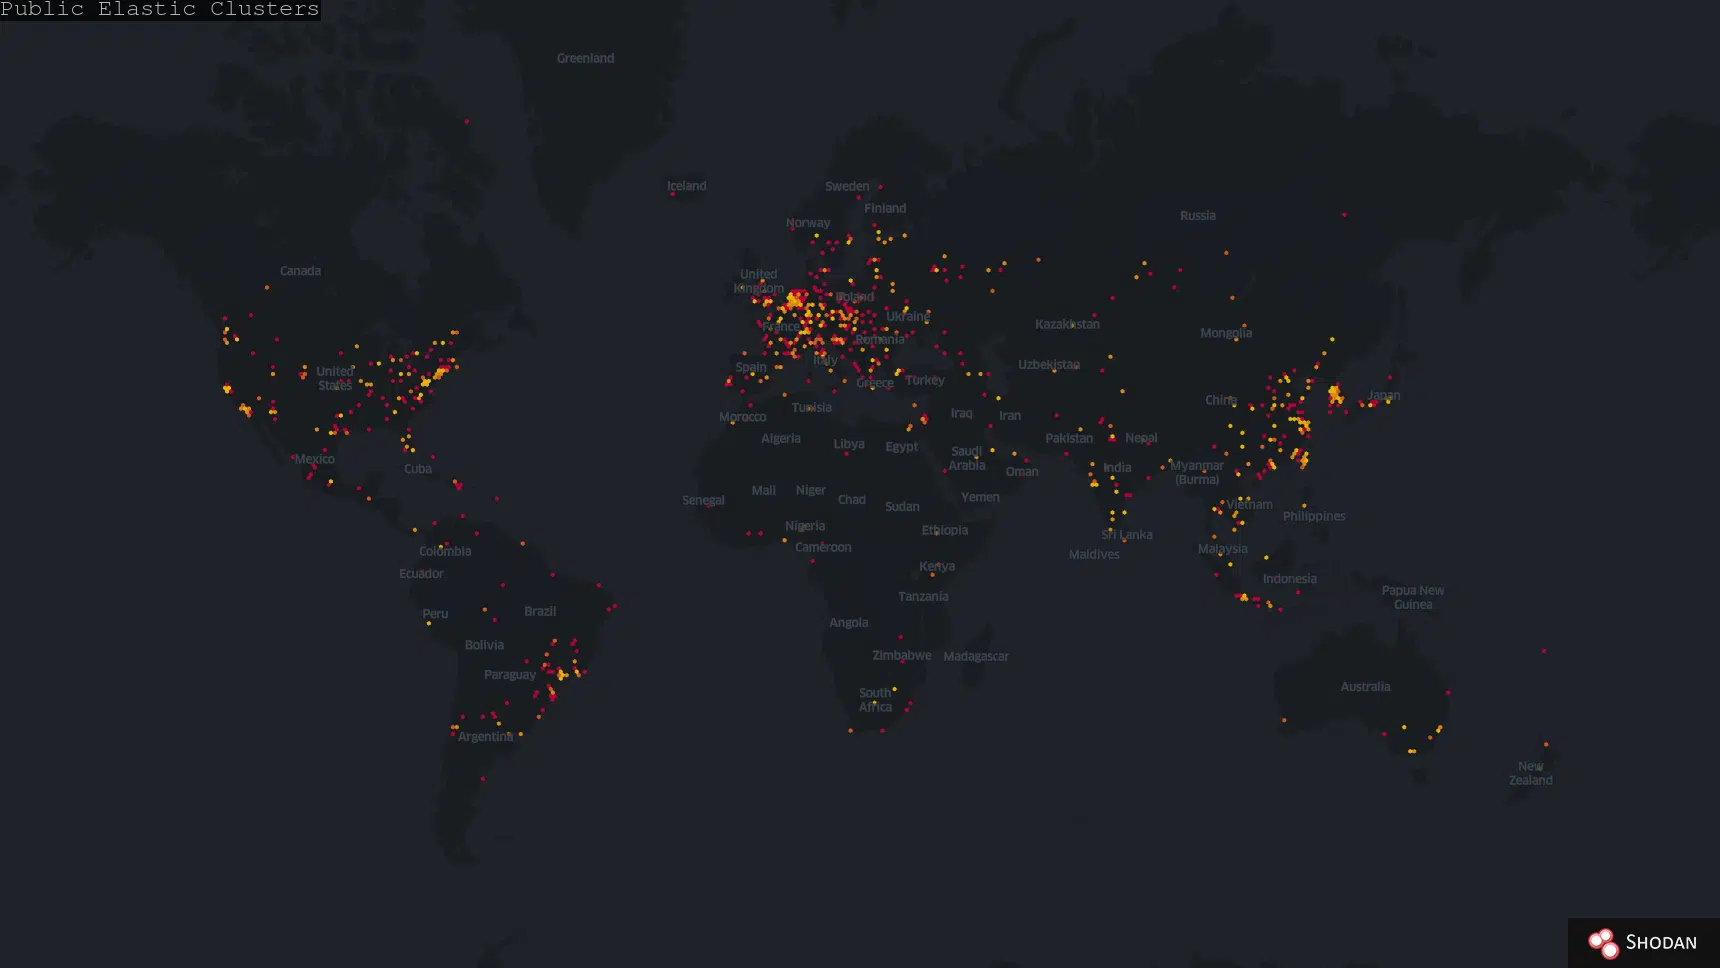 Public Elastic Clusters
Greenland
Iceland
Sweden
Finland
Norway
Russia
Canada
United
Kingdom
Poland
Ukraine
France
Romania
Kazakhstan
Mongolia
Uzbekistan
United
States
Spain
Italy
Greece
Turkey
China
Japan
Morocco
Tunisia
Iraq
Iran
Algeria
Libya
Egypt
Pakistan
Nepal
Mexico
Cuba
Saudi
Arabia
Oman
India
Myanmar
(Burma)
Senegal
Mali
Niger
Chad
Sudan
Yemen
Vietnam
Philippines
Nigeria
Ethiopia
Cameroon
Sri Lanka
Maldives
Malaysia
Colombia
Ecuador
Kenya
Indonesia
Tanzania
Papua New
Guinea
Peru
Brazil
Angola
Bolivia
Zimbabwe
Madagascar
Paraguay
South
Africa
Australia
Argentina
New
Zealand
SHODAN